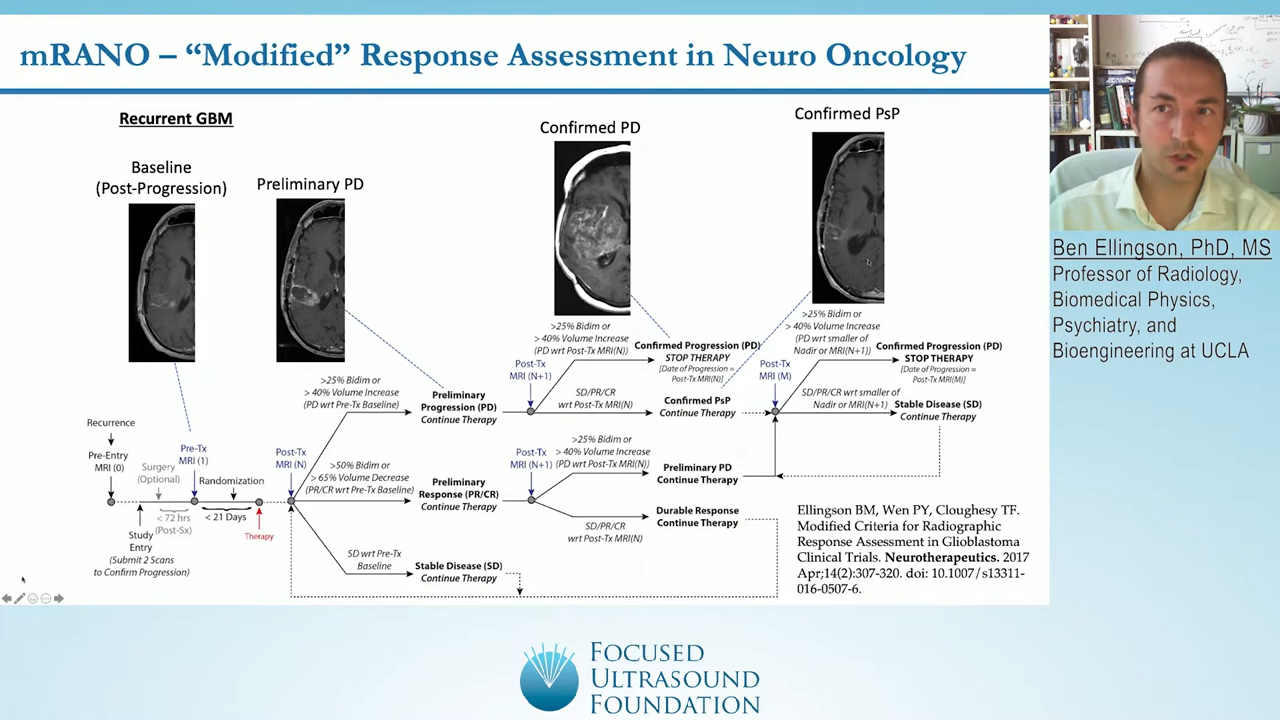 mRANO – “Modified” Response Assessment in Neuro Oncology
Recurrent GBM
Baseline
(Post-Progression)
Preliminary PD
Confirmed PD
Confirmed PsP
Recurrence
Pre-Entry
MRI (0)
Surgery
(Optional)
< 72 hrs
(Post-Sx)
Study
Entry
(Submit 2 Scans
to Confirm Progression)
Pre-Tx
MRI (1)
Randomization
< 21 Days
Therapy
Post-Tx
MRI (N)
>25% Bidim or
> 40% Volume Increase
(PD wrt Pre-Tx Baseline)
Preliminary
Progression (PD)
Continue Therapy
>50% Bidim or
> 65% Volume Decrease
(PR/CR wrt Pre-Tx Baseline)
Preliminary
Response (PR/CR)
Continue Therapy
SD wrt Pre-Tx
Baseline
Stable Disease (SD)
Continue Therapy
Post-Tx
MRI (N+1)
>25% Bidim or
> 40% Volume Increase
(PD wrt Post-Tx MRI(N))
Confirmed Progression (PD)
STOP THERAPY
[Date of Progression =
Post-Tx MRI(N)]
SD/PR/CR
wrt Post-Tx MRI(N)
Confirmed PsP
Continue Therapy
Post-Tx
MRI (N+1)
>25% Bidim or
> 40% Volume Increase
(PD wrt Post-Tx MRI(N))
Preliminary PD
Continue Therapy
SD/PR/CR
wrt Post-Tx MRI(N)
Durable Response
Continue Therapy
Post-Tx
MRI (M)
>25% Bidim or
> 40% Volume Increase
(PD wrt smaller of
Nadir or MRI(N+1))
Confirmed Progression (PD)
STOP THERAPY
[Date of Progression =
Post-Tx MRI(M)]
SD/PR/CR wrt smaller of
Nadir or MRI(N+1)
Stable Disease (SD)
Continue Therapy
Ellingson BM, Wen PY, Cloughesy TF.
Modified Criteria for Radiographic
Response Assessment in Glioblastoma
Clinical Trials. Neurotherapeutics. 2017
Apr;14(2):307-320. doi: 10.1007/s13311-
016-0507-6.
Ben Ellingson, PhD, MS
Professor of Radiology,
Biomedical Physics,
Psychiatry, and
Bioengineering at UCLA
FOCUSED
ULTRASOUND
FOUNDATION